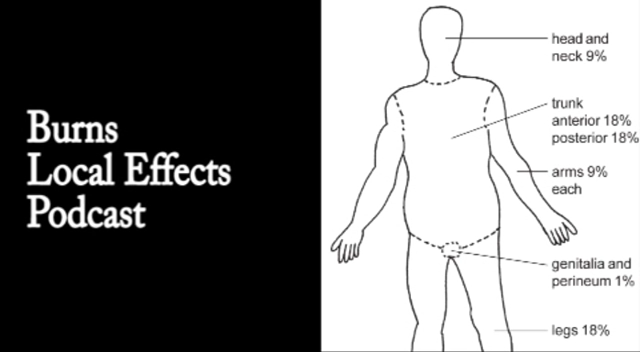 Burns
Local Effects
Podcast
head and
neck 9%
trunk
anterior 18%
posterior 18%
arms 9%
each
genitalia and
perineum 1%
legs 18%